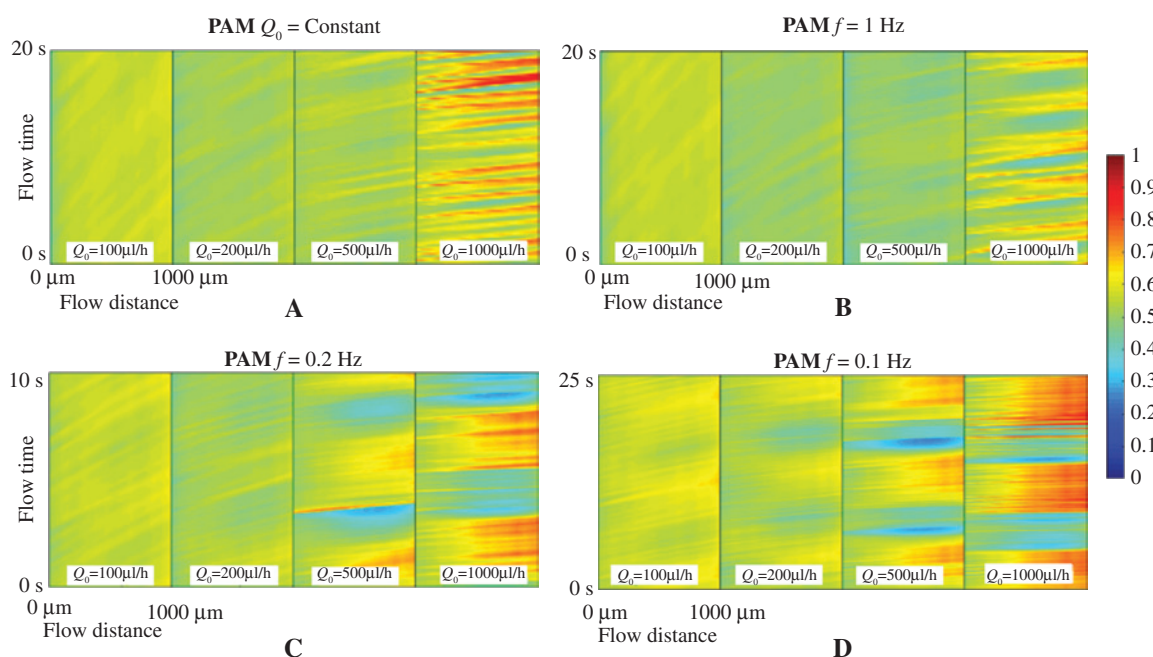 PAM Q₀ = Constant
20 s
Flow time
0 s
Q₀=100µl/h
Q₀=200µl/h
Q₀=500µl/h
Q₀=1000µl/h
0 µm
1000 µm
Flow distance
A
PAM f = 1 Hz
20 s
0 s
Q₀=100µl/h
Q₀=200µl/h
Q₀=500µl/h
Q₀=1000µl/h
0 µm
1000 µm
Flow distance
B
1
0.9
0.8
0.7
0.6
0.5
0.4
0.3
0.2
0.1
0
PAM f = 0.2 Hz
10 s
Flow time
0 s
Q₀=100µl/h
Q₀=200µl/h
Q₀=500µl/h
Q₀=1000µl/h
0 µm
1000 µm
Flow distance
C
PAM f = 0.1 Hz
25 s
0 s
Q₀=100µl/h
Q₀=200µl/h
Q₀=500µl/h
Q₀=1000µl/h
0 µm
1000 µm
Flow distance
D